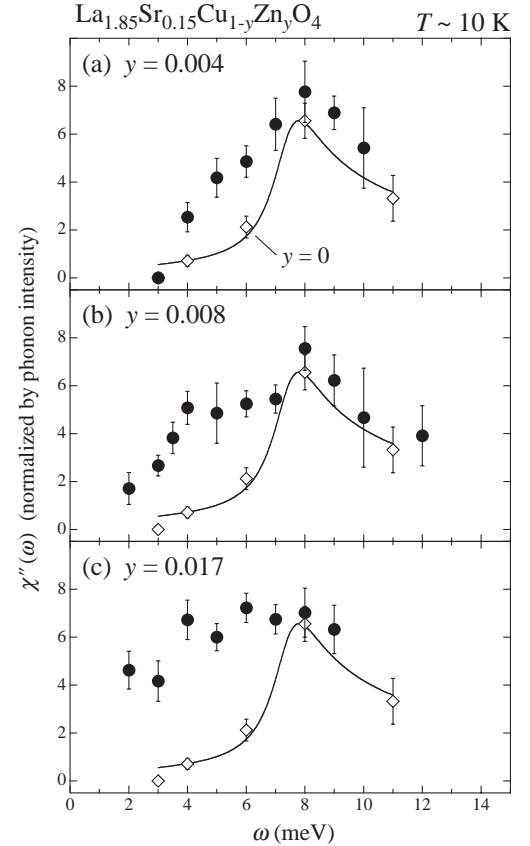 La₁.₈₅Sr₀.₁₅Cu₁₋yZnyO₄ T ~ 10 K
(a) y = 0.004
8
6
4
2
0
y = 0
(b) y = 0.008
8
6
4
2
0
(c) y = 0.017
8
6
4
2
0
0 2 4 6 8 10 12 14
ω (meV)
χ″(ω) (normalized by phonon intensity)